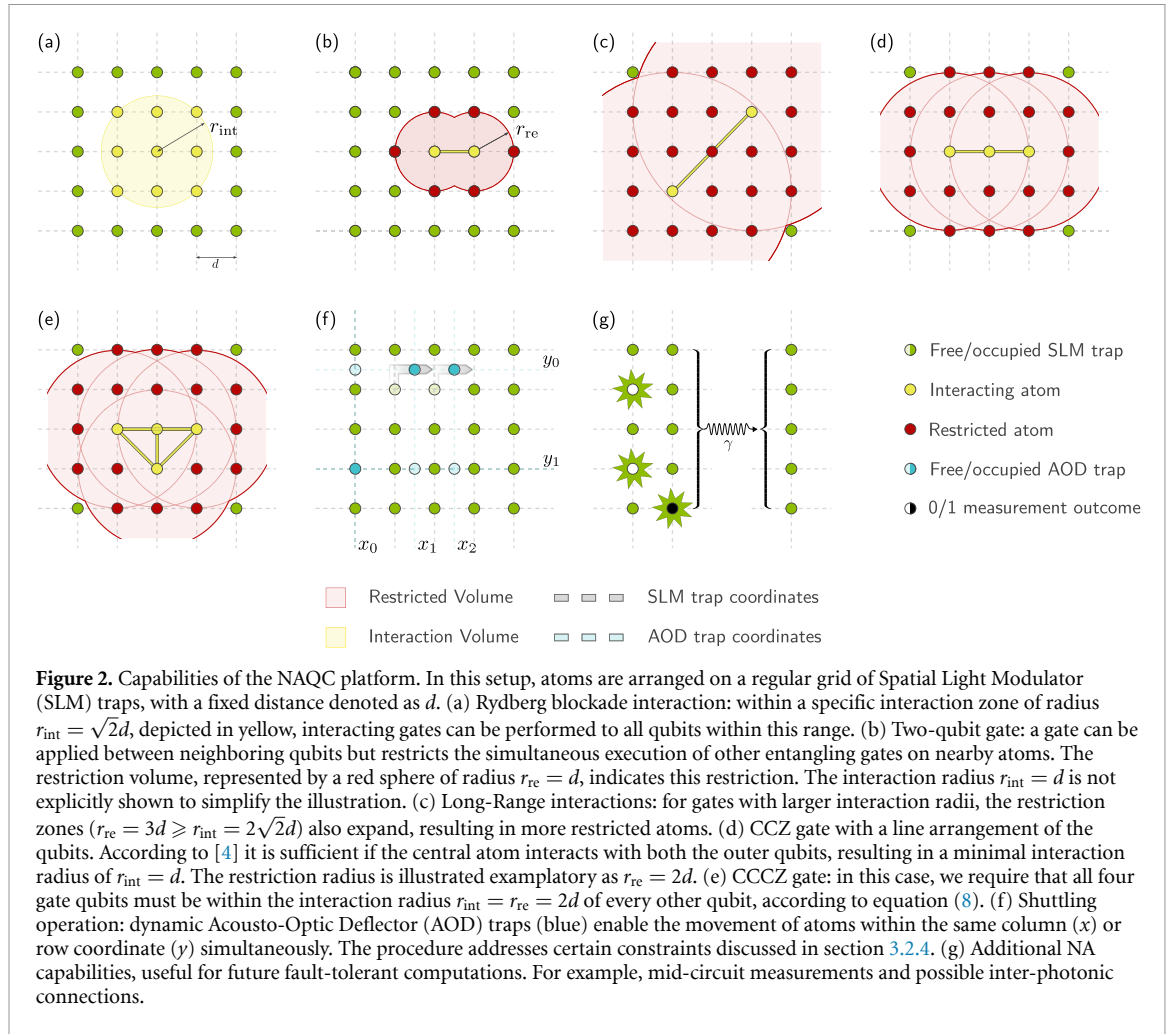 (a)
(b)
(c)
(d)
r_int
r_re
d
(e)
(f)
(g)
y_0
y_1
x_0
x_1
x_2
γ
Free/occupied SLM trap
Interacting atom
Restricted atom
Free/occupied AOD trap
0/1 measurement outcome
Restricted Volume
SLM trap coordinates
Interaction Volume
AOD trap coordinates
Figure 2. Capabilities of the NAQC platform. In this setup, atoms are arranged on a regular grid of Spatial Light Modulator
(SLM) traps, with a fixed distance denoted as d. (a) Rydberg blockade interaction: within a specific interaction zone of radius
r_int = √2d, depicted in yellow, interacting gates can be performed to all qubits within this range. (b) Two-qubit gate: a gate can be
applied between neighboring qubits but restricts the simultaneous execution of other entangling gates on nearby atoms. The
restriction volume, represented by a red sphere of radius r_re = d, indicates this restriction. The interaction radius r_int = d is not
explicitly shown to simplify the illustration. (c) Long-Range interactions: for gates with larger interaction radii, the restriction
zones (r_re = 3d ⩾ r_int = 2√2d) also expand, resulting in more restricted atoms. (d) CCZ gate with a line arrangement of the
qubits. According to [4] it is sufficient if the central atom interacts with both the outer qubits, resulting in a minimal interaction
radius of r_int = d. The restriction radius is illustrated examplatory as r_re = 2d. (e) CCCZ gate: in this case, we require that all four
gate qubits must be within the interaction radius r_int = r_re = 2d of every other qubit, according to equation (8). (f) Shuttling
operation: dynamic Acousto-Optic Deflector (AOD) traps (blue) enable the movement of atoms within the same column (x) or
row coordinate (y) simultaneously. The procedure addresses certain constraints discussed in section 3.2.4. (g) Additional NA
capabilities, useful for future fault-tolerant computations. For example, mid-circuit measurements and possible inter-photonic
connections.